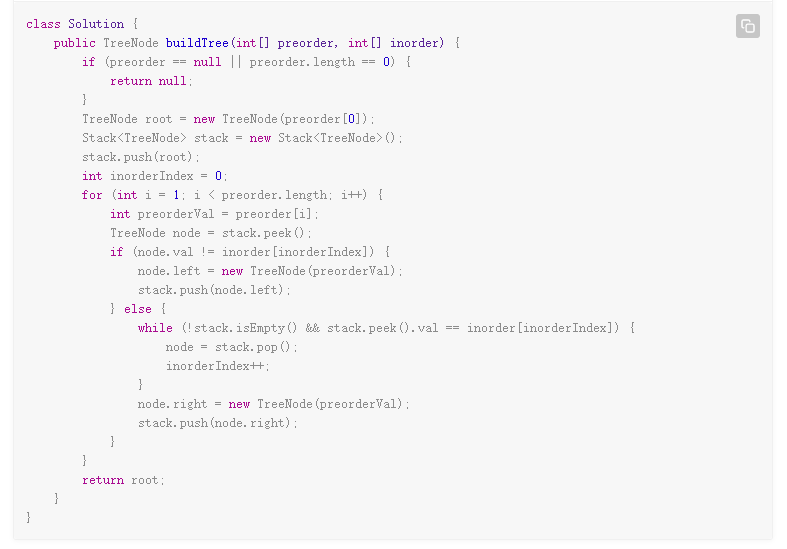 class Solution {
    public TreeNode buildTree(int[] preorder, int[] inorder) {
        if (preorder == null || preorder.length == 0) {
            return null;
        }
        TreeNode root = new TreeNode(preorder[0]);
        Stack<TreeNode> stack = new Stack<TreeNode>();
        stack.push(root);
        int inorderIndex = 0;
        for (int i = 1; i < preorder.length; i++) {
            int preorderVal = preorder[i];
            TreeNode node = stack.peek();
            if (node.val != inorder[inorderIndex]) {
                node.left = new TreeNode(preorderVal);
                stack.push(node.left);
            } else {
                while (!stack.isEmpty() && stack.peek().val == inorder[inorderIndex]) {
                    node = stack.pop();
                    inorderIndex++;
                }
                node.right = new TreeNode(preorderVal);
                stack.push(node.right);
            }
        }
        return root;
    }
}